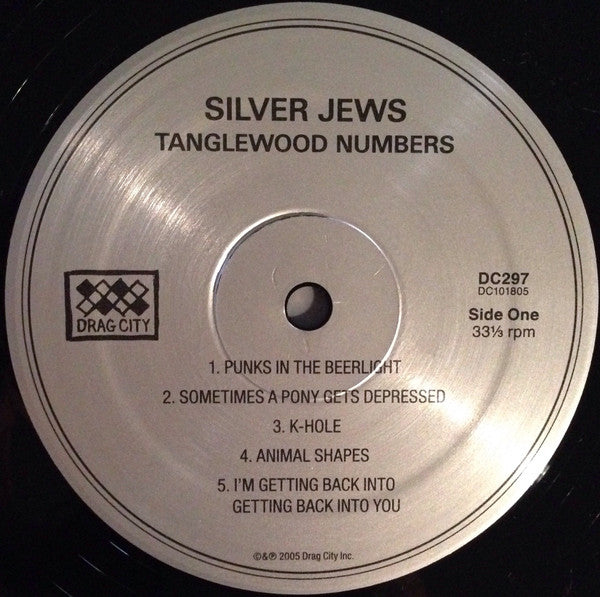 SILVER JEWS
TANGLEWOOD NUMBERS
DRAG CITY
DC297
DC101805
Side One
33⅓ rpm
1. PUNKS IN THE BEERLIGHT
2. SOMETIMES A PONY GETS DEPRESSED
3. K-HOLE
4. ANIMAL SHAPES
5. I'M GETTING BACK INTO
GETTING BACK INTO YOU
©&℗ 2005 Drag City Inc.